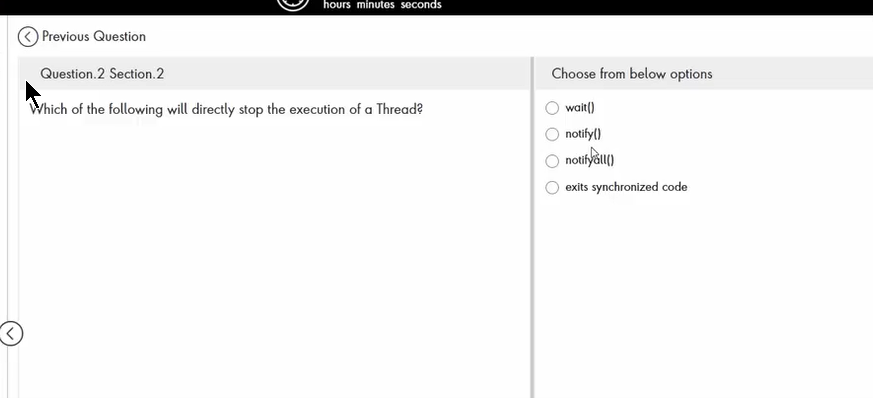 hours minutes seconds
Previous Question
Question.2 Section.2
Choose from below options
Which of the following will directly stop the execution of a Thread?
wait()
notify()
notifyall()
exits synchronized code